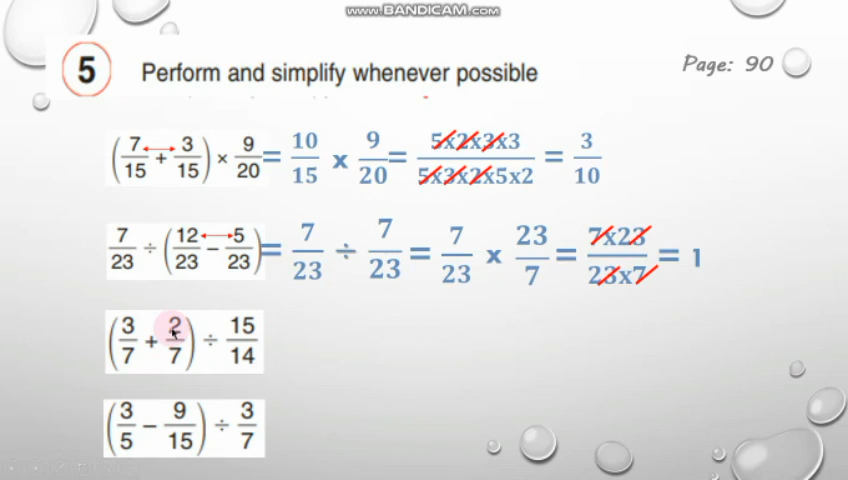 WWW.BANDICAM.COM
5 Perform and simplify whenever possible
Page: 90
(7/15 + 3/15) × 9/20 = 10/15 x 9/20 = 5x2x3x3/5x3x2x5x2 = 3/10
7/23 ÷ (12/23 − 5/23) = 7/23 ÷ 7/23 = 7/23 x 23/7 = 7x23/23x7 = 1
(3/7 + 2/7) ÷ 15/14
(3/5 − 9/15) ÷ 3/7